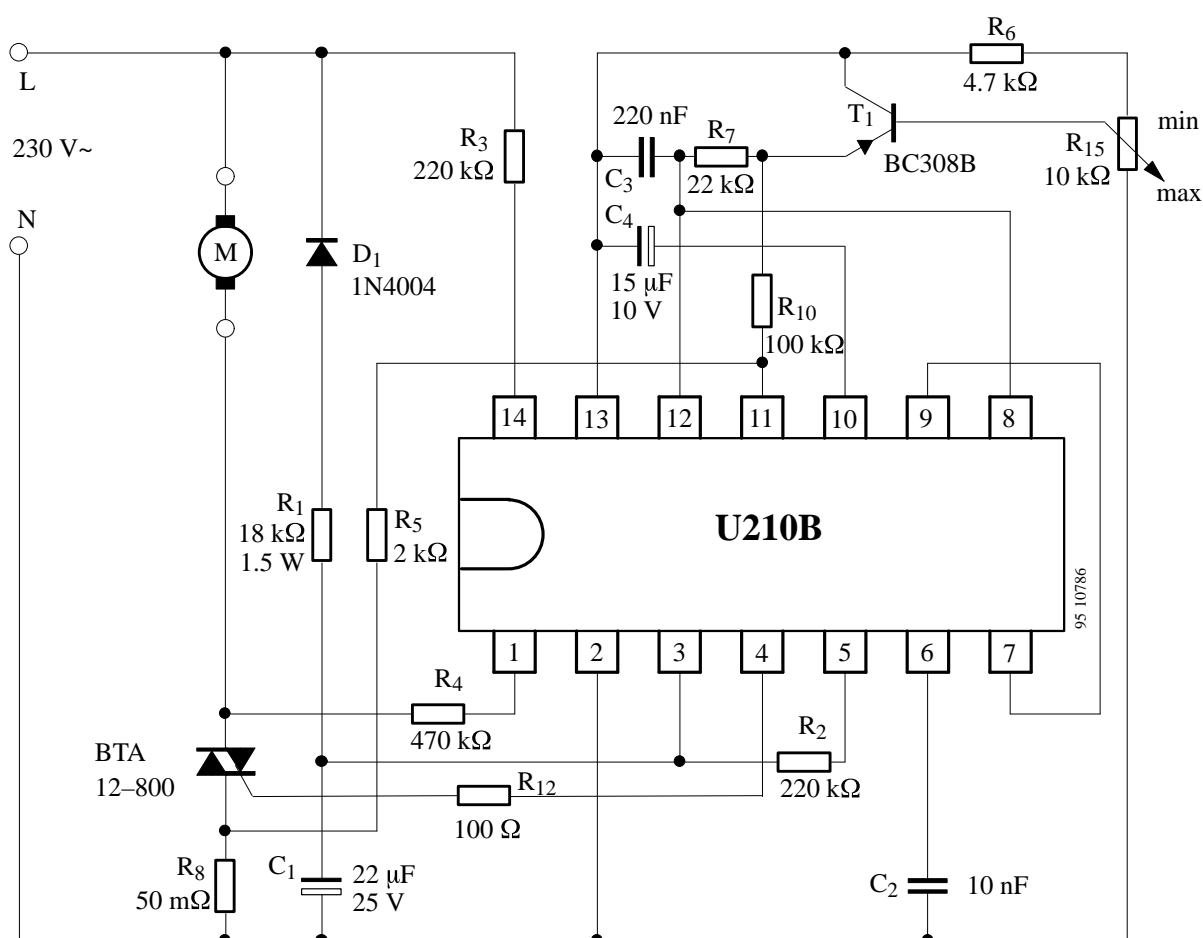 L
230 V~
N
M
D1
1N4004
R3
220 kΩ
220 nF
C3
R7
22 kΩ
C4
15 μF
10 V
T1
BC308B
R6
4.7 kΩ
R15
10 kΩ
min
max
R10
100 kΩ
14
13
12
11
10
9
8
R1
18 kΩ
1.5 W
R5
2 kΩ
U210B
95 10786
1
2
3
4
5
6
7
R4
470 kΩ
R2
220 kΩ
BTA
12–800
R12
100 Ω
R8
50 mΩ
C1
22 μF
25 V
C2
10 nF